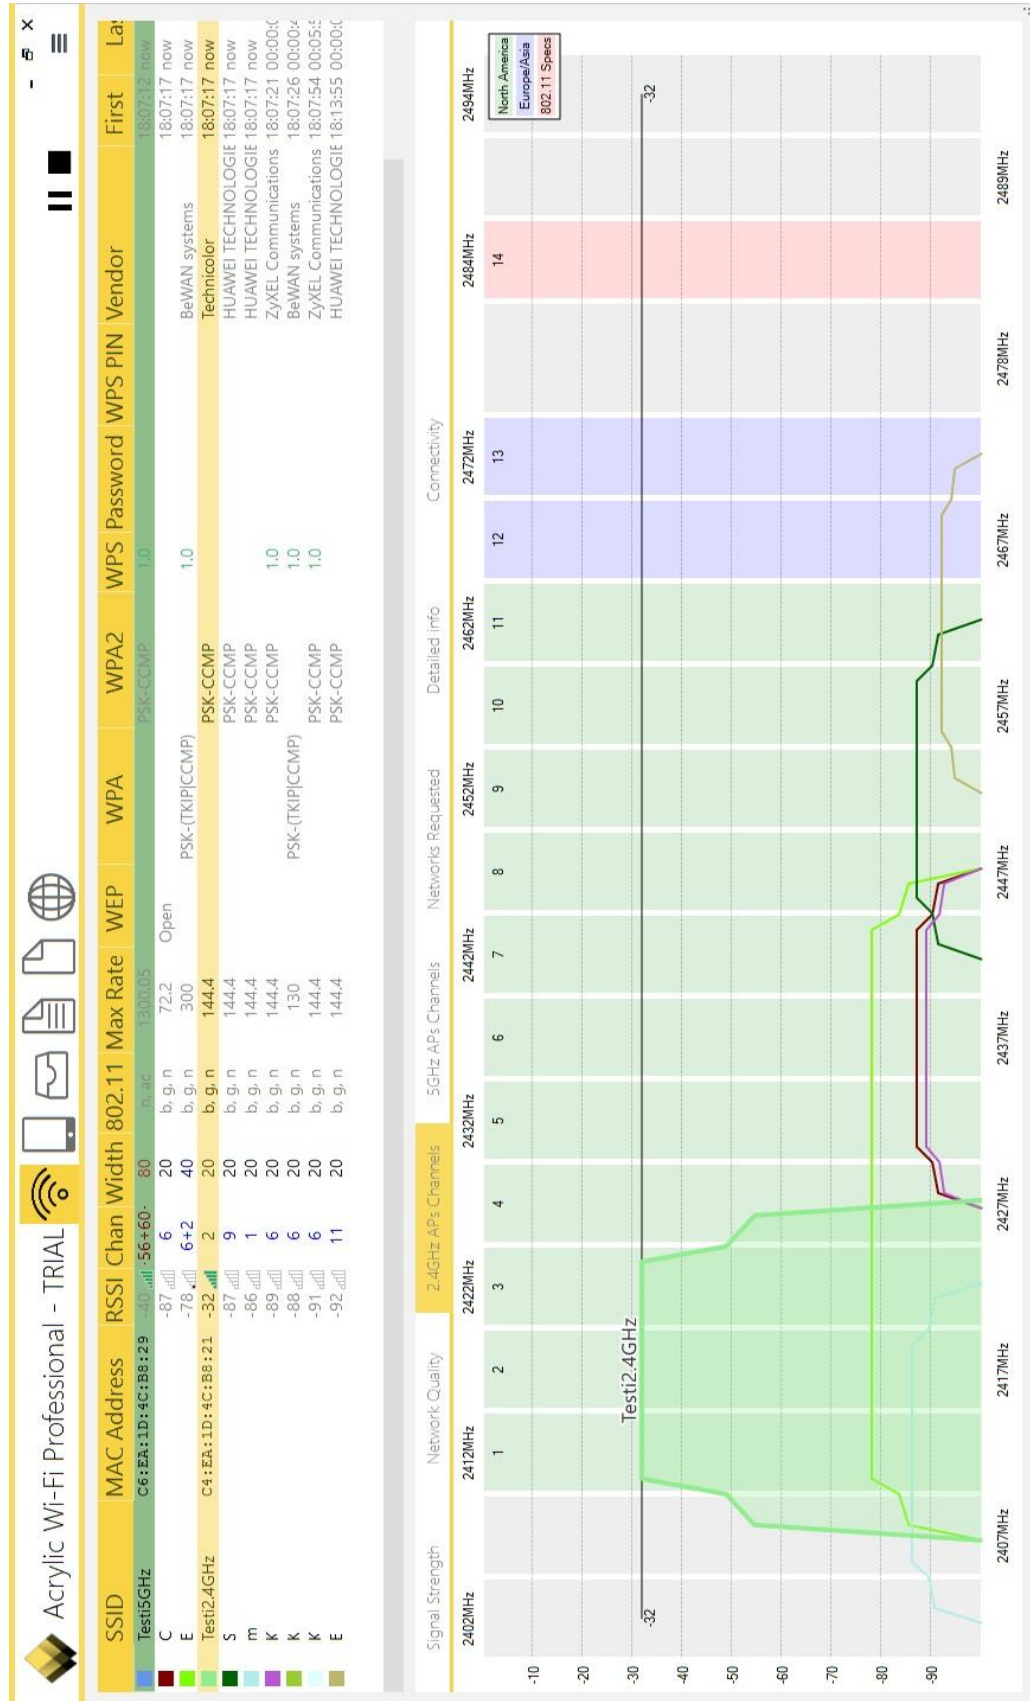 Acrylic Wi-Fi Professional - TRIAL
SSID MAC Address RSSI Chan Width 802.11 Max Rate WEP WPA WPA2 WPS Password WPS PIN Vendor First Las
Testi5GHz C6:EA:1D:4C:B8:29 -40 56+60- 80 n, ac 1300.05 PSK-CCMP 1.0 18:07:12 now
C -87 6 20 b, g, n 72.2 Open 18:07:17 now
E -78 6+2 40 b, g, n 300 PSK-(TKIP|CCMP) 1.0 BeWAN systems 18:07:17 now
Testi2.4GHz C4:EA:1D:4C:B8:21 -32 2 20 b, g, n 144.4 PSK-CCMP Technicolor 18:07:17 now
S -87 9 20 b, g, n 144.4 PSK-CCMP HUAWEI TECHNOLOGIE 18:07:17 now
m -86 1 20 b, g, n 144.4 PSK-CCMP HUAWEI TECHNOLOGIE 18:07:17 now
K -89 6 20 b, g, n 144.4 PSK-CCMP 1.0 ZyXEL Communications 18:07:21 00:00:
K -88 6 20 b, g, n 130 PSK-(TKIP|CCMP) 1.0 BeWAN systems 18:07:26 00:00:
K -91 6 20 b, g, n 144.4 PSK-CCMP 1.0 ZyXEL Communications 18:07:54 00:05:
E -92 11 20 b, g, n 144.4 PSK-CCMP HUAWEI TECHNOLOGIE 18:13:55 00:00:
Signal Strength Network Quality 2.4GHz APs Channels 5GHz APs Channels Networks Requested Detailed info Connectivity
2402MHz 2412MHz 2422MHz 2432MHz 2442MHz 2452MHz 2462MHz 2472MHz 2484MHz 2494MHz
1 2 3 4 5 6 7 8 9 10 11 12 13 14
North America
Europe/Asia
802.11 Specs
-10
-20
-30
Testi2.4GHz
-32 -32
-40
-50
-60
-70
-80
-90
2407MHz 2417MHz 2427MHz 2437MHz 2447MHz 2457MHz 2467MHz 2478MHz 2489MHz